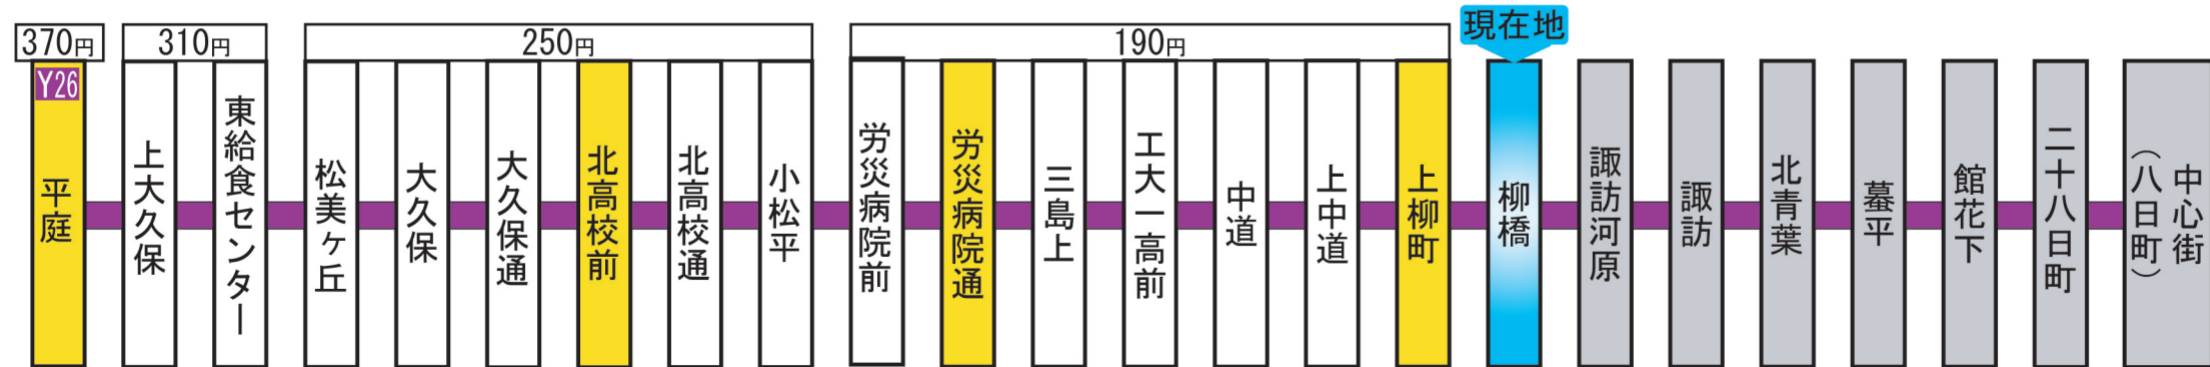 370円
310円
250円
190円
現在地
Y26
平庭
上大久保
東給食センター
松美ヶ丘
大久保
大久保通
北高校前
北高校通
小松平
労災病院前
労災病院通
三島上
工大一高前
中道
上中道
上柳町
柳橋
諏訪河原
諏訪
北青葉
蟇平
館花下
二十八日町
中心街
（八日町）